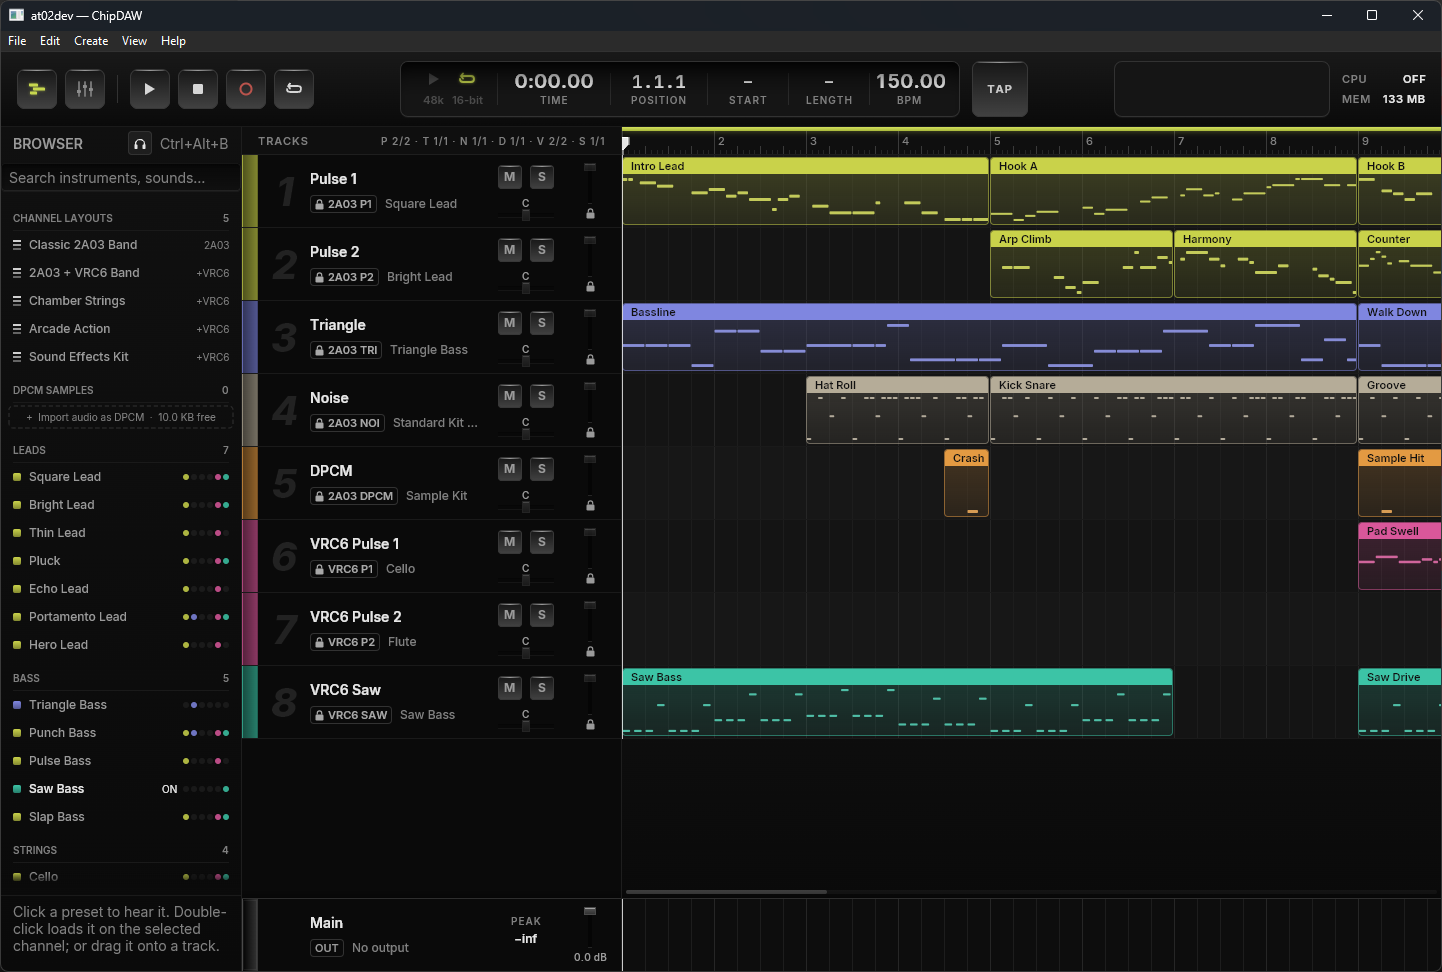 at02dev — ChipDAW
File Edit Create View Help
48k 16-bit
0:00.00 TIME
1.1.1 POSITION
– START
– LENGTH
150.00 BPM
TAP
CPU OFF
MEM 133 MB
BROWSER Ctrl+Alt+B
Search instruments, sounds...
CHANNEL LAYOUTS 5
Classic 2A03 Band 2A03
2A03 + VRC6 Band +VRC6
Chamber Strings +VRC6
Arcade Action +VRC6
Sound Effects Kit +VRC6
DPCM SAMPLES 0
+ Import audio as DPCM · 10.0 KB free
LEADS 7
Square Lead
Bright Lead
Thin Lead
Pluck
Echo Lead
Portamento Lead
Hero Lead
BASS 5
Triangle Bass
Punch Bass
Pulse Bass
Saw Bass ON
Slap Bass
STRINGS 4
Cello
Click a preset to hear it. Double-
click loads it on the selected
channel; or drag it onto a track.
TRACKS P 2/2 · T 1/1 · N 1/1 · D 1/1 · V 2/2 · S 1/1
1 Pulse 1 M S
2A03 P1 Square Lead C
2 Pulse 2 M S
2A03 P2 Bright Lead C
3 Triangle M S
2A03 TRI Triangle Bass C
4 Noise M S
2A03 NOI Standard Kit ... C
5 DPCM M S
2A03 DPCM Sample Kit C
6 VRC6 Pulse 1 M S
VRC6 P1 Cello C
7 VRC6 Pulse 2 M S
VRC6 P2 Flute C
8 VRC6 Saw M S
VRC6 SAW Saw Bass C
2 3 4 5 6 7 8 9
Intro Lead Hook A Hook B
Arp Climb Harmony Counter
Bassline Walk Down
Hat Roll Kick Snare Groove
Crash Sample Hit
Pad Swell
Saw Bass Saw Drive
Main PEAK
OUT No output –inf
0.0 dB